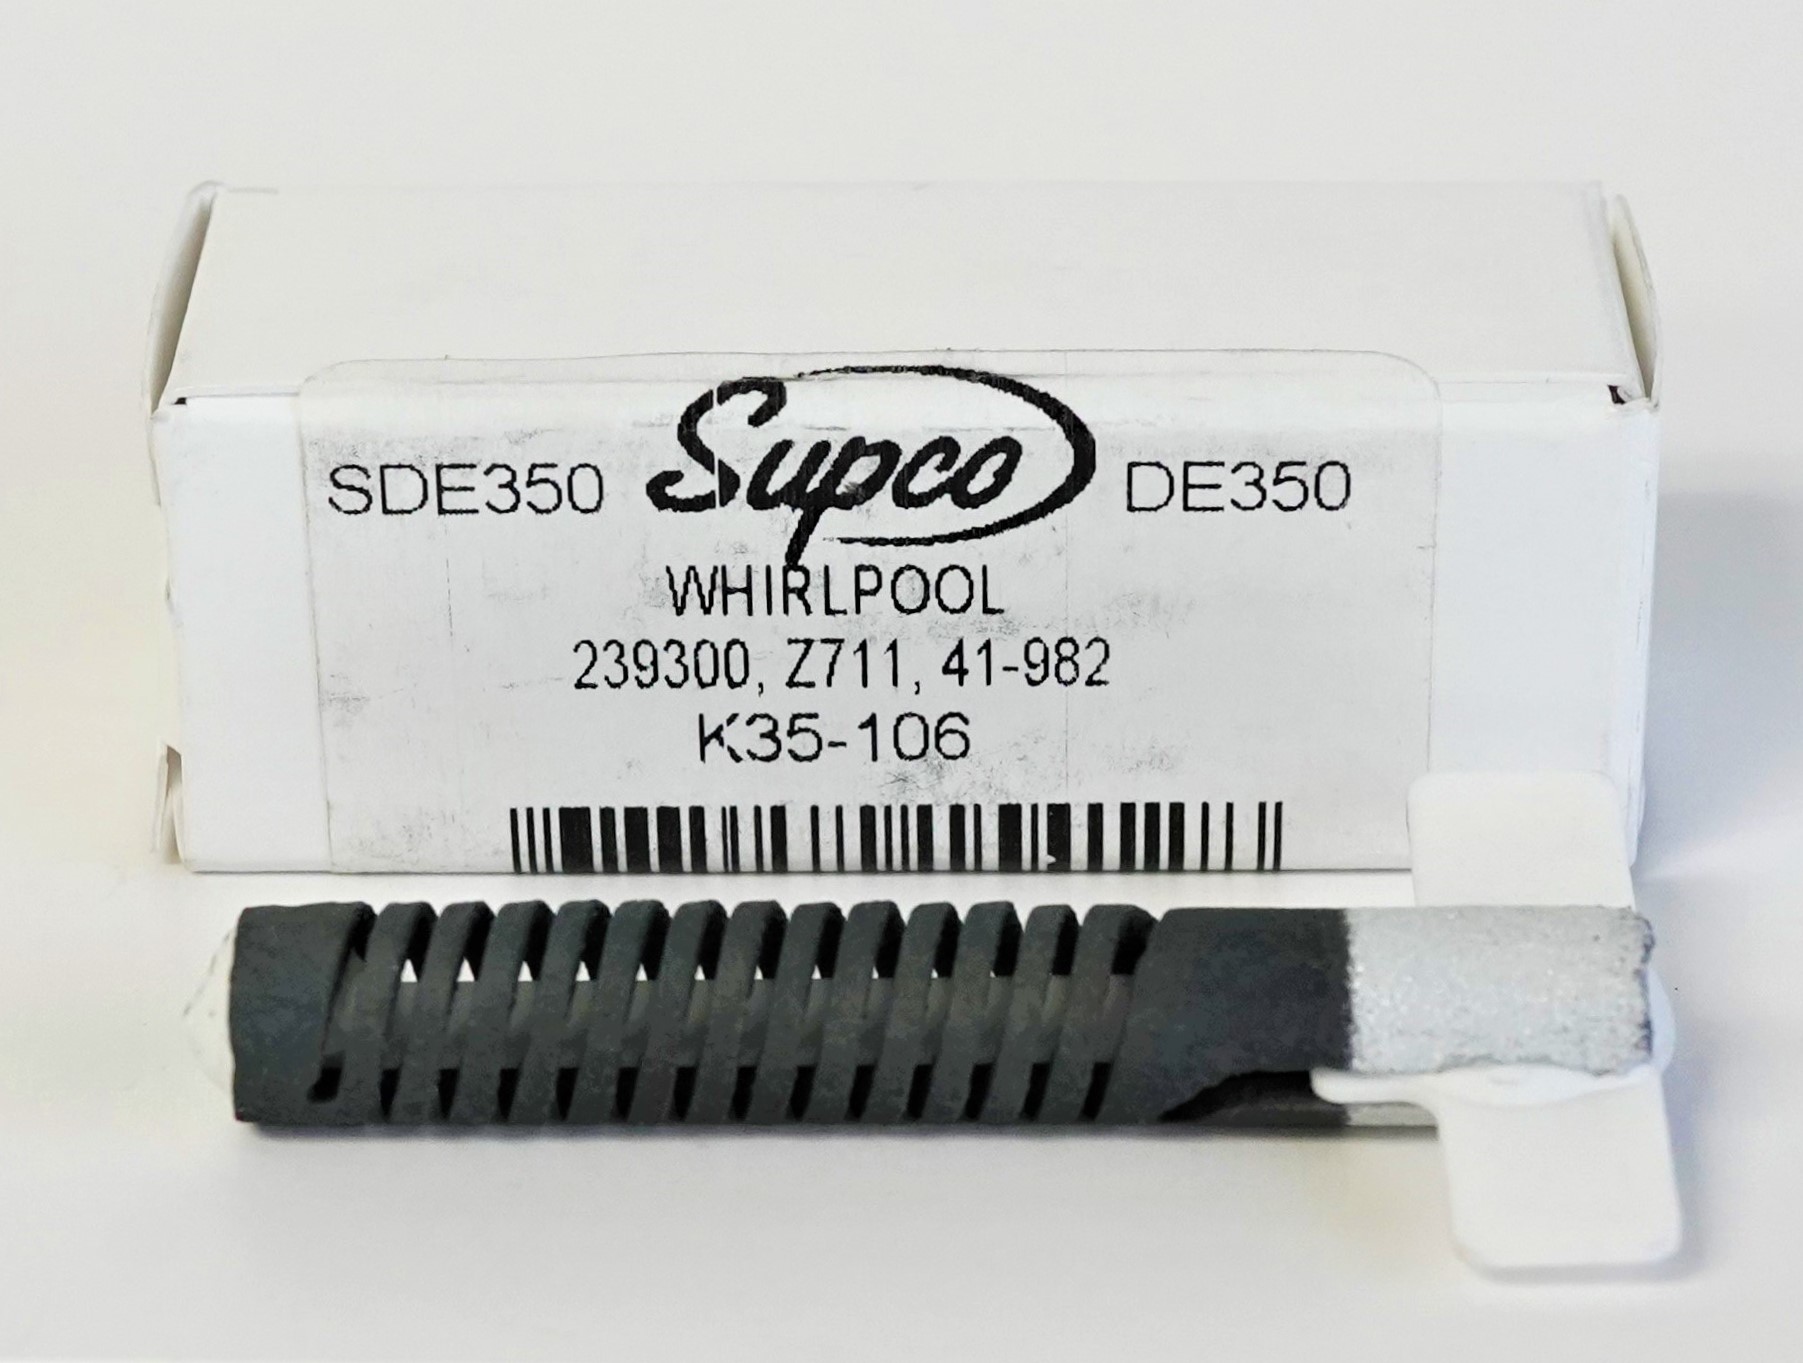 SDE350 Supco DE350
WHIRLPOOL
239300, Z711, 41-982
K35-106